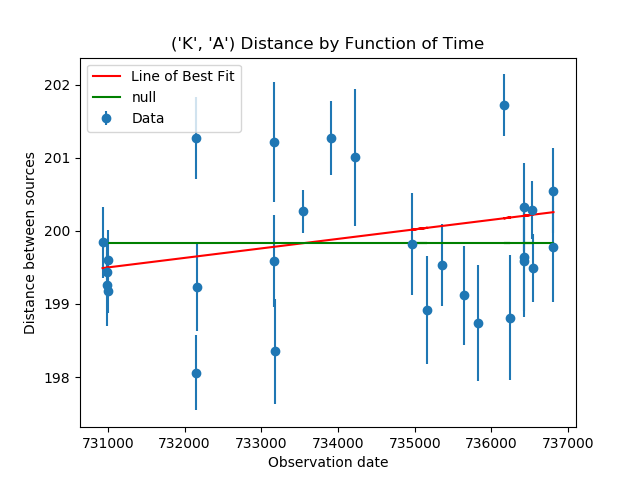 ('K', 'A') Distance by Function of Time
Line of Best Fit
null
Data
Distance between sources
202
201
200
199
198
731000 732000 733000 734000 735000 736000 737000
Observation date